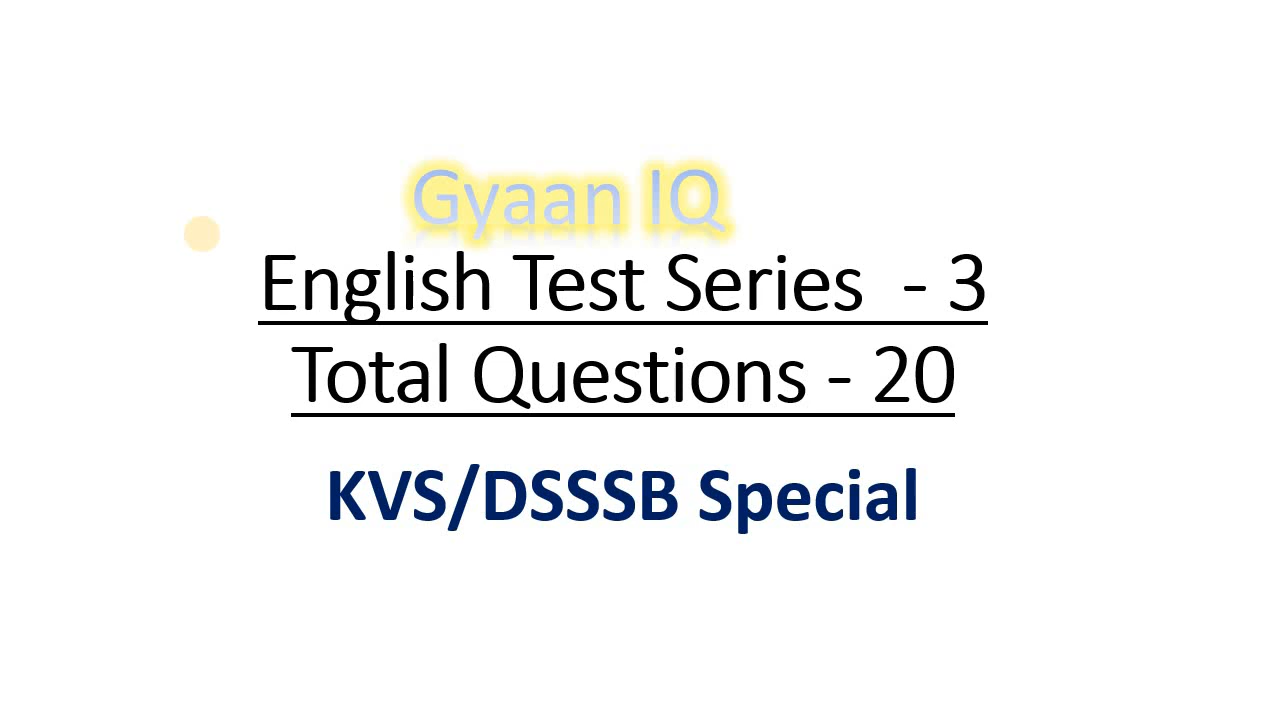 Gyaan IQ
English Test Series - 3
Total Questions - 20
KVS/DSSSB Special